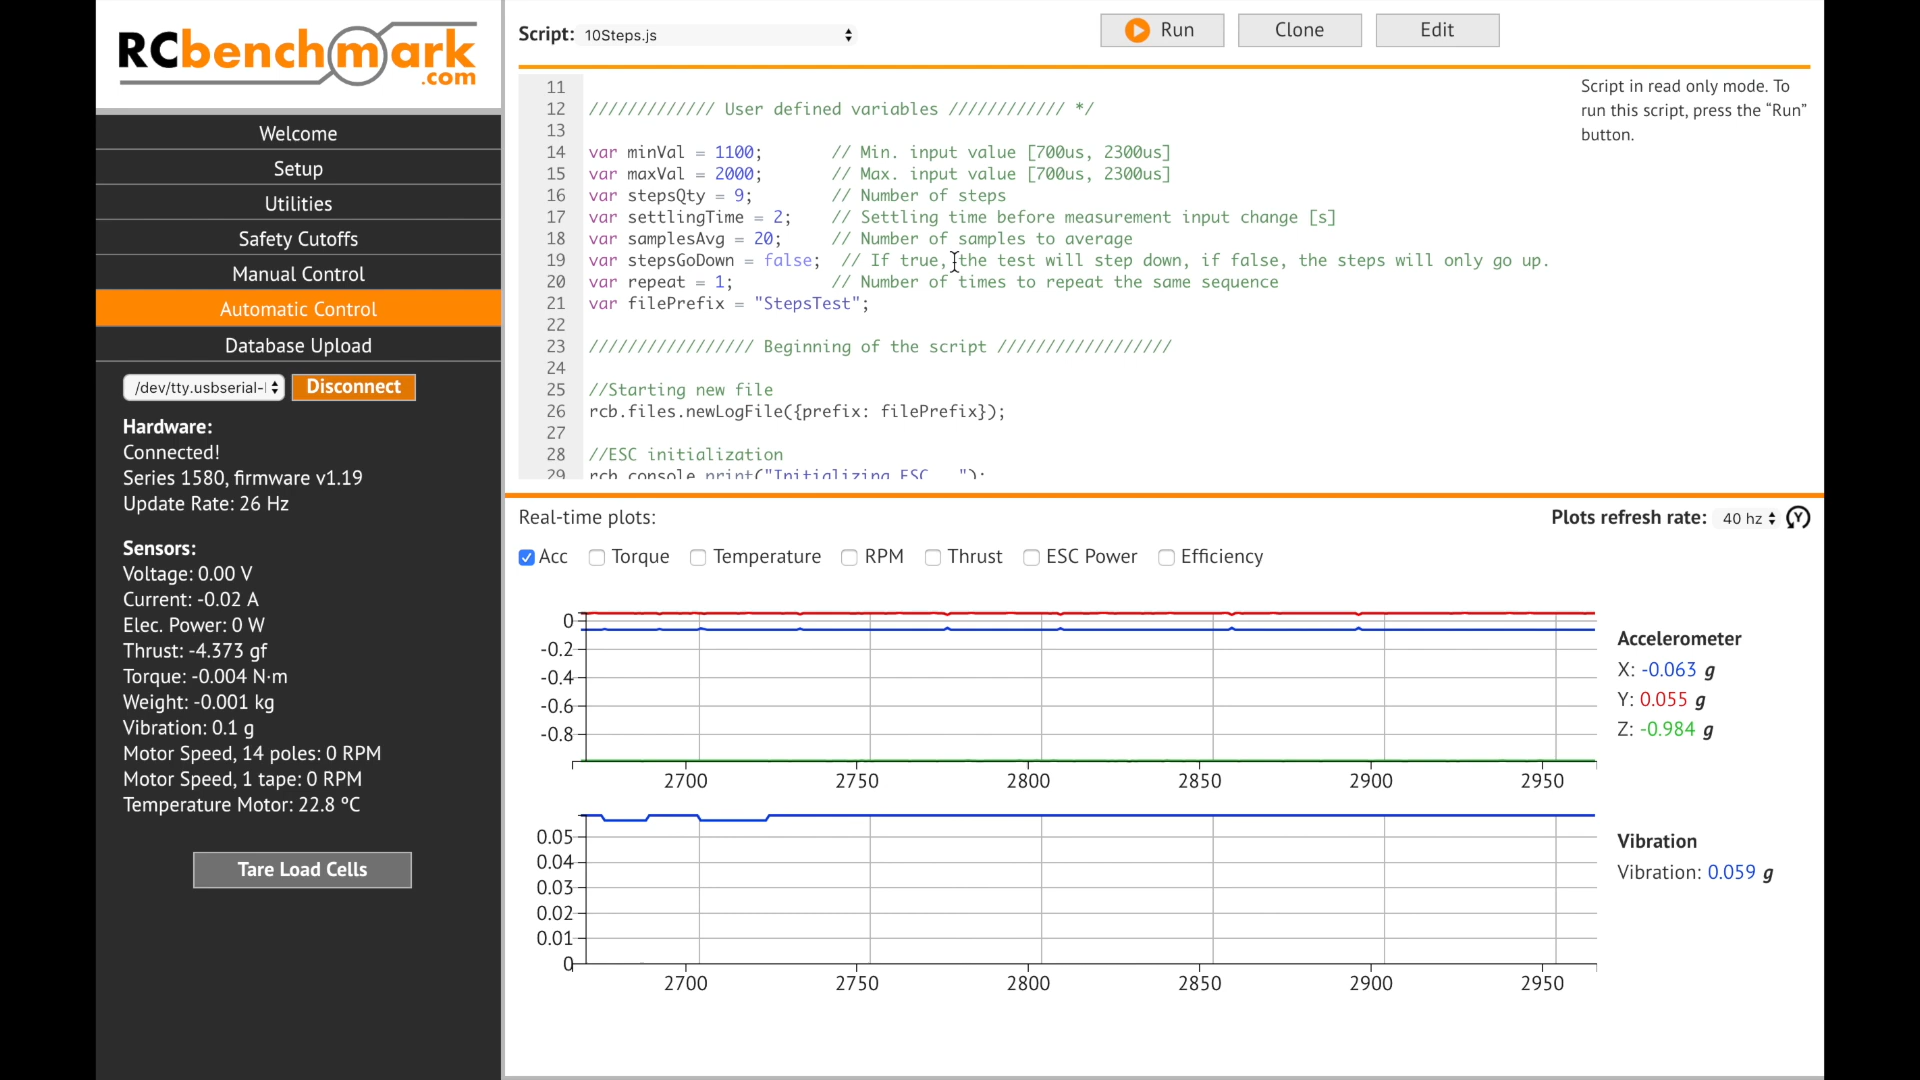 RCbenchmark
.com
Welcome
Setup
Utilities
Safety Cutoffs
Manual Control
Automatic Control
Database Upload
/dev/tty.usbserial-
Disconnect
Hardware:
Connected!
Series 1580, firmware v1.19
Update Rate: 26 Hz
Sensors:
Voltage: 0.00 V
Current: -0.02 A
Elec. Power: 0 W
Thrust: -4.373 gf
Torque: -0.004 N·m
Weight: -0.001 kg
Vibration: 0.1 g
Motor Speed, 14 poles: 0 RPM
Motor Speed, 1 tape: 0 RPM
Temperature Motor: 22.8 ºC
Tare Load Cells
Script: 10Steps.js
Run
Clone
Edit
Script in read only mode. To
run this script, press the “Run”
button.
11
12 ///////////// User defined variables //////////// */
13
14 var minVal = 1100; // Min. input value [700us, 2300us]
15 var maxVal = 2000; // Max. input value [700us, 2300us]
16 var stepsQty = 9; // Number of steps
17 var settlingTime = 2; // Settling time before measurement input change [s]
18 var samplesAvg = 20; // Number of samples to average
19 var stepsGoDown = false; // If true, the test will step down, if false, the steps will only go up.
20 var repeat = 1; // Number of times to repeat the same sequence
21 var filePrefix = "StepsTest";
22
23 ///////////////// Beginning of the script //////////////////
24
25 //Starting new file
26 rcb.files.newLogFile({prefix: filePrefix});
27
28 //ESC initialization
29 rcb.console.print("Initializing ESC...");
Real-time plots:
Plots refresh rate: 40 hz
Acc Torque Temperature RPM Thrust ESC Power Efficiency
0
-0.2
-0.4
-0.6
-0.8
2700 2750 2800 2850 2900 2950
Accelerometer
X: -0.063 g
Y: 0.055 g
Z: -0.984 g
0.05
0.04
0.03
0.02
0.01
0
2700 2750 2800 2850 2900 2950
Vibration
Vibration: 0.059 g